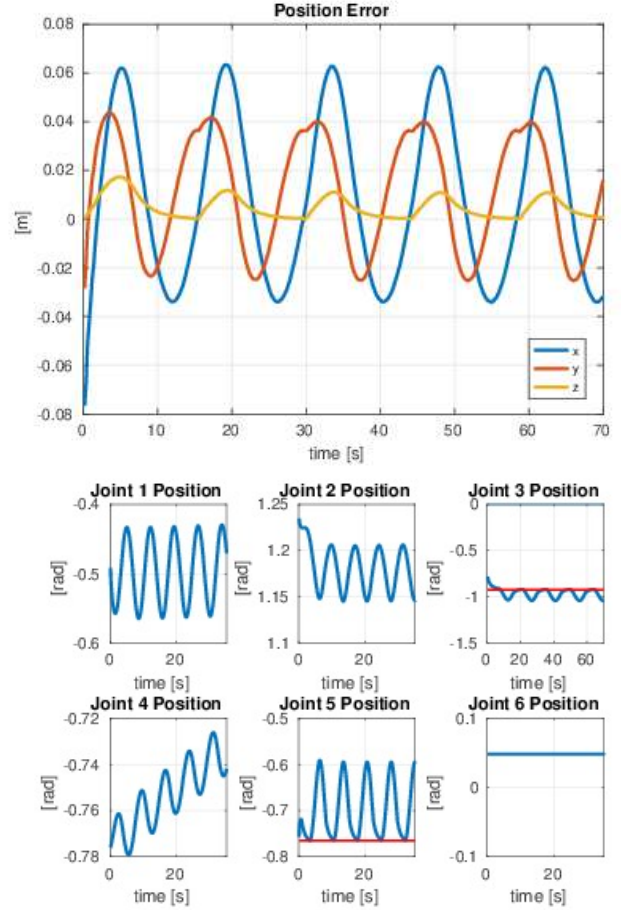 Position Error
0.08
0.06
0.04
0.02
0
-0.02
-0.04
-0.06
-0.08
[m]
x
y
z
0 10 20 30 40 50 60 70
time [s]
Joint 1 Position Joint 2 Position Joint 3 Position
-0.4
-0.5
-0.6
[rad]
0 20
time [s]
1.25
1.2
1.15
1.1
[rad]
0 20
time [s]
0
-0.5
-1
-1.5
[rad]
0 20 40 60
time [s]
Joint 4 Position Joint 5 Position Joint 6 Position
-0.72
-0.74
-0.76
-0.78
[rad]
0 20
time [s]
-0.5
-0.6
-0.7
-0.8
[rad]
0 20
time [s]
0.1
0
-0.1
[rad]
0 20
time [s]